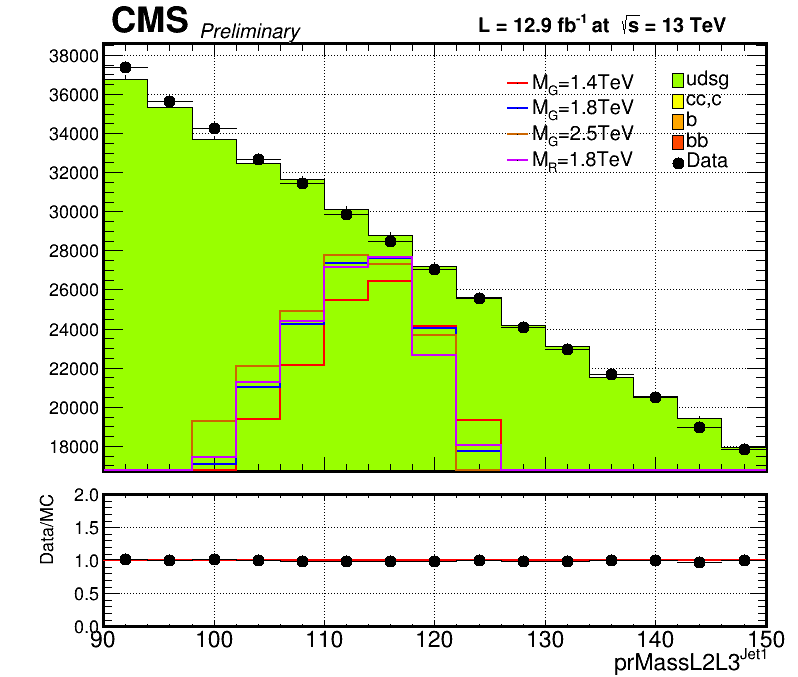 CMS Preliminary L = 12.9 fb⁻¹ at √s = 13 TeV
38000
36000
34000
32000
30000
28000
26000
24000
22000
20000
18000
M_G=1.4TeV
M_G=1.8TeV
M_G=2.5TeV
M_R=1.8TeV
udsg
cc,c
b
bb
Data
Data/MC
2.0
1.5
1.0
0.5
0.0
90 100 110 120 130 140 150
prMassL2L3^Jet1